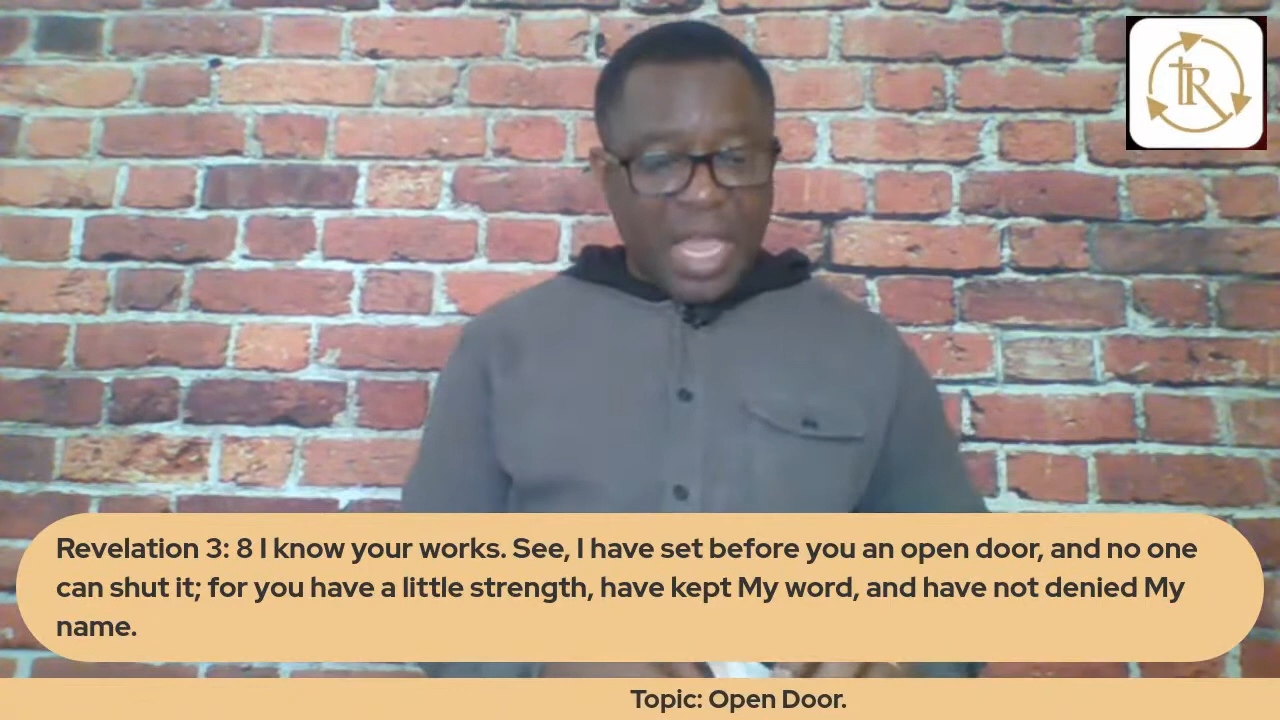 tR
Revelation 3: 8 I know your works. See, I have set before you an open door, and no one
can shut it; for you have a little strength, have kept My word, and have not denied My
name.
Topic: Open Door.